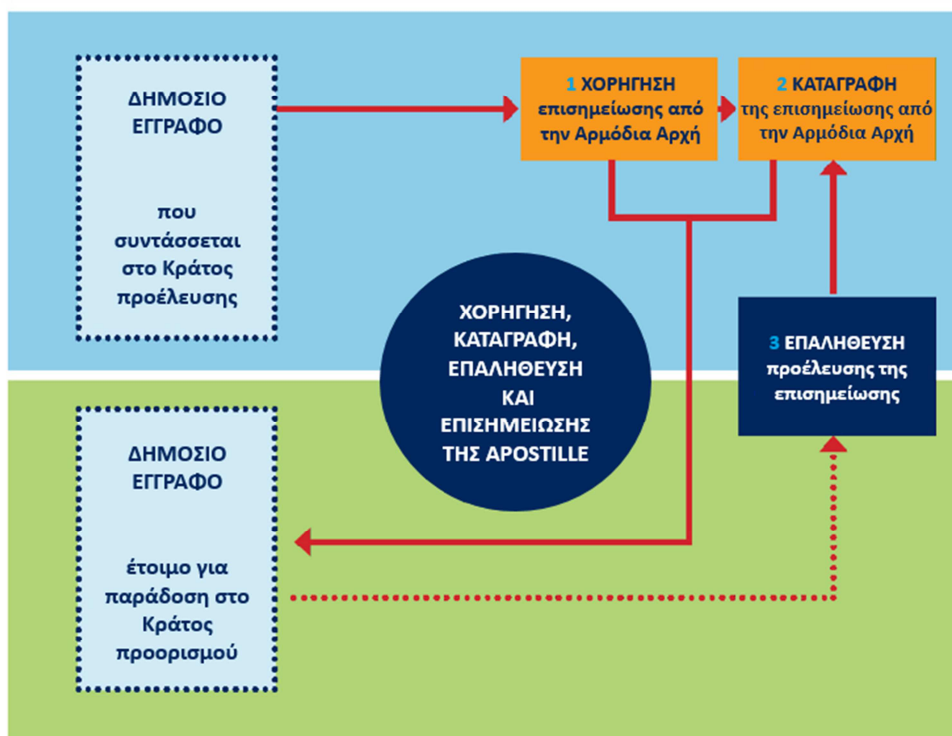 ΔΗΜΟΣΙΟ
ΕΓΓΡΑΦΟ
που
συντάσσεται
στο Κράτος
προέλευσης
1 ΧΟΡΗΓΗΣΗ
επισημείωσης από
την Αρμόδια Αρχή
2 ΚΑΤΑΓΡΑΦΗ
της επισημείωσης από
την Αρμόδια Αρχή
ΧΟΡΗΓΗΣΗ,
ΚΑΤΑΓΡΑΦΗ,
ΕΠΑΛΗΘΕΥΣΗ
ΚΑΙ
ΕΠΙΣΗΜΕΙΩΣΗΣ
ΤΗΣ APOSTILLE
3 ΕΠΑΛΗΘΕΥΣΗ
προέλευσης της
επισημείωσης
ΔΗΜΟΣΙΟ
ΕΓΓΡΑΦΟ
έτοιμο για
παράδοση στο
Κράτος
προορισμού